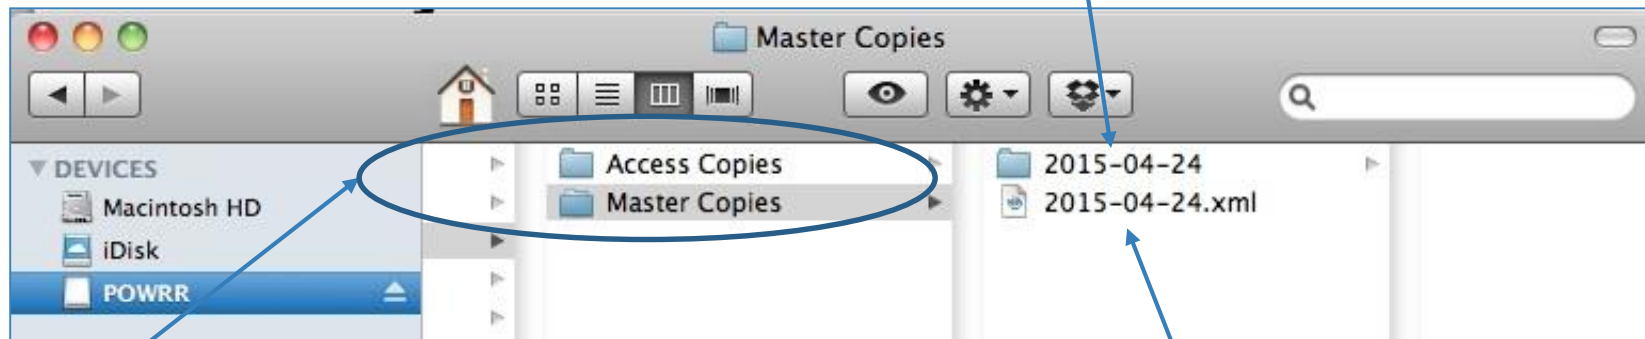 Master Copies
DEVICES
Macintosh HD
iDisk
POWRR
Access Copies
Master Copies
2015-04-24
2015-04-24.xml